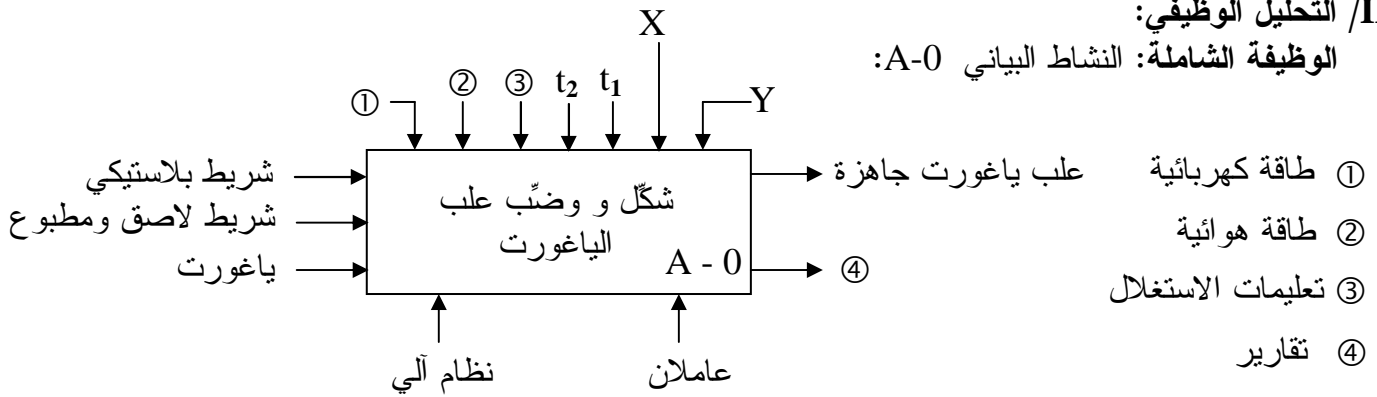 I/ التحليل الوظيفي:
الوظيفة الشاملة: النشاط البياني A-0:
X
① ② ③ t2 t1 Y
شريط بلاستيكي
شريط لاصق ومطبوع
ياغورت
شكّل و وضّب علب
الياغورت
A - 0
علب ياغورت جاهزة
④
نظام آلي
عاملان
① طاقة كهربائية
② طاقة هوائية
③ تعليمات الاستغلال
④ تقارير